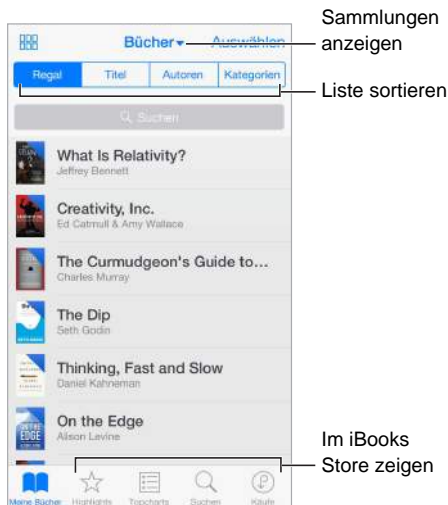 Sammlungen
anzeigen
Bücher
Auswählen
Regal Titel Autoren Kategorien
Liste sortieren
Suchen
What Is Relativity?
Jeffrey Bennett
Creativity, Inc.
Ed Catmull & Amy Wallace
The Curmudgeon's Guide to…
Charles Murray
The Dip
Seth Godin
Thinking, Fast and Slow
Daniel Kahneman
On the Edge
Alison Levine
Im iBooks
Store zeigen
Meine Bücher Highlights Topcharts Suchen Käufe